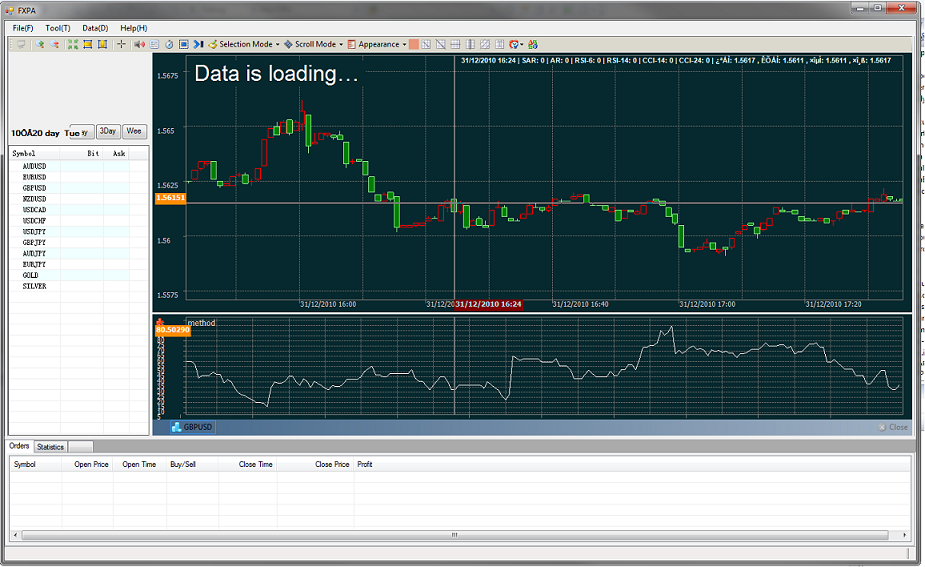 FXPA
File(F) Tool(T) Data(D) Help(H)
Selection Mode Scroll Mode Appearance
31/12/2010 16:24 | SAR: 0 | AR: 0 | RSI-6: 0 | RSI-14: 0 | CCI-14: 0 | CCI-24: 0 | ¿ªÅÌ: 1.5617 , ÊÕÅÌ: 1.5611 , ×îµÍ: 1.5611 , ×î¸ß: 1.5617
Data is loading...
1.5675
1.565
1.5625
1.56151
1.56
1.5575
10ÔÂ20 day Tue 3Day Wee
Symbol Bit Ask
AUDUSD
EURUSD
GBPUSD
NZDUSD
USDCAD
USDCHF
USDJPY
GBPJPY
AUDJPY
EURJPY
GOLD
SILVER
31/12/2010 16:00 31/12/2010 16:24 31/12/2010 16:40 31/12/2010 17:00 31/12/2010 17:20
method
80.50290
GBPUSD Close
Orders Statistics
Symbol Open Price Open Time Buy/Sell Close Time Close Price Profit